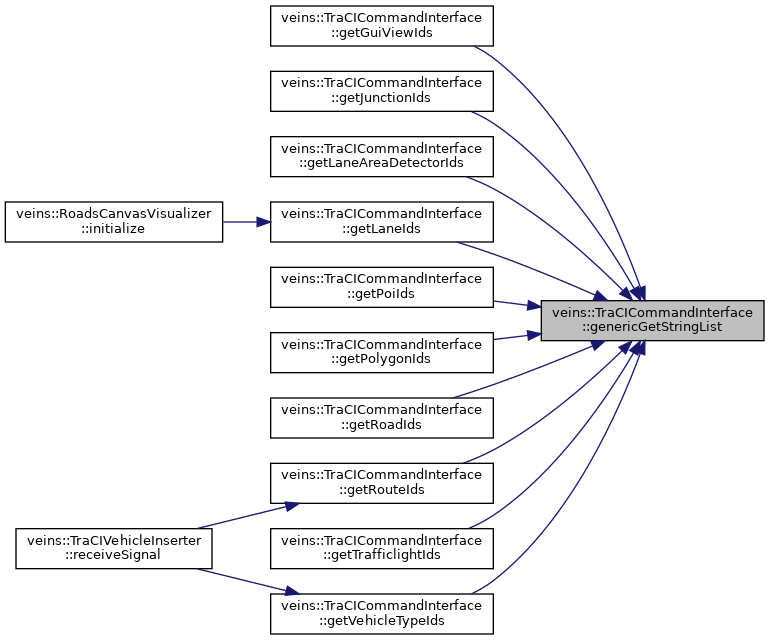 veins::TraCICommandInterface
::getGuiViewIds
veins::TraCICommandInterface
::getJunctionIds
veins::TraCICommandInterface
::getLaneAreaDetectorIds
veins::RoadsCanvasVisualizer
::initialize
veins::TraCICommandInterface
::getLaneIds
veins::TraCICommandInterface
::getPoiIds
veins::TraCICommandInterface
::genericGetStringList
veins::TraCICommandInterface
::getPolygonIds
veins::TraCICommandInterface
::getRoadIds
veins::TraCICommandInterface
::getRouteIds
veins::TraCIVehicleInserter
::receiveSignal
veins::TraCICommandInterface
::getTrafficlightIds
veins::TraCICommandInterface
::getVehicleTypeIds